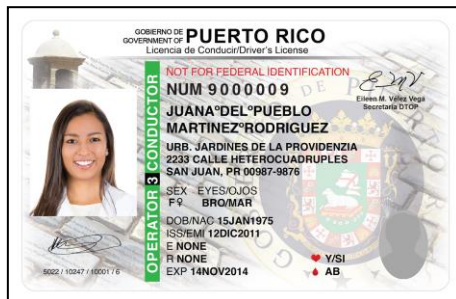 GOBIERNO DE
GOVERNMENT OF PUERTO RICO
Licencia de Conducir/Driver's License
NOT FOR FEDERAL IDENTIFICATION
NUM 9000009
Eileen M. Vélez Vega
Secretaria DTOP
JUANA°DEL°PUEBLO
MARTINEZ°RODRIGUEZ
URB. JARDINES DE LA PROVIDENZIA
2233 CALLE HETEROCUADRUPLES
SAN JUAN, PR 00987-9876
SEX EYES/OJOS
F♀ BRO/MAR
DOB/NAC 15JAN1975
ISS/EMI 12DIC2011
E NONE
R NONE ♥ Y/SI
EXP 14NOV2014 AB
OPERATOR 3 CONDUCTOR
5022 / 10247 / 10001 / 6